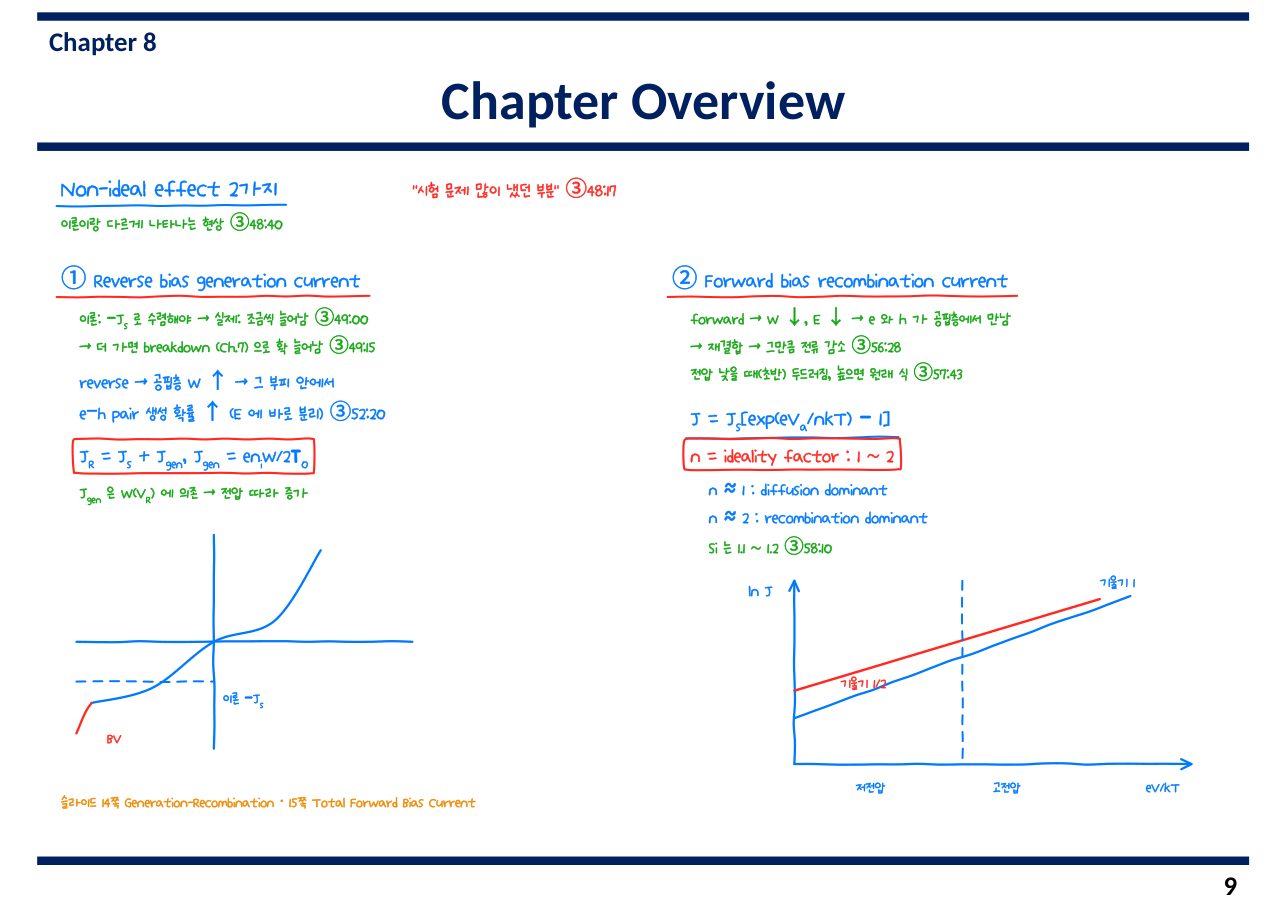 Chapter 8
Chapter Overview
Non-ideal effect 2가지
"시험 문제 많이 냈던 부분" ③48:17
이론이랑 다르게 나타나는 현상 ③48:40
① Reverse bias generation current
이론: -Js 로 수렴해야 → 실제: 조금씩 늘어남 ③49:00
→ 더 가면 breakdown (Ch.7) 으로 확 늘어남 ③49:15
reverse → 공핍층 W ↑ → 그 부피 안에서
e-h pair 생성 확률 ↑ (E 에 바로 분리) ③52:20
J_R = J_s + J_gen, J_gen = en_iW/2τ_0
J_gen 은 W(V_R) 에 의존 → 전압 따라 증가
이론 -J_s
BV
슬라이드 14쪽 Generation-Recombination · 15쪽 Total Forward Bias Current
② Forward bias recombination current
forward → W ↓, E ↓ → e 와 h 가 공핍층에서 만남
→ 재결합 → 그만큼 전류 감소 ③56:28
전압 낮을 때(초반) 두드러짐, 높으면 원래 식 ③57:43
J = J_s[exp(eV_a/nkT) - 1]
n = ideality factor : 1 ~ 2
n ≈ 1 : diffusion dominant
n ≈ 2 : recombination dominant
Si 는 1.1 ~ 1.2 ③58:10
ln J
기울기 1
기울기 1/2
저전압
고전압
eV/kT
9